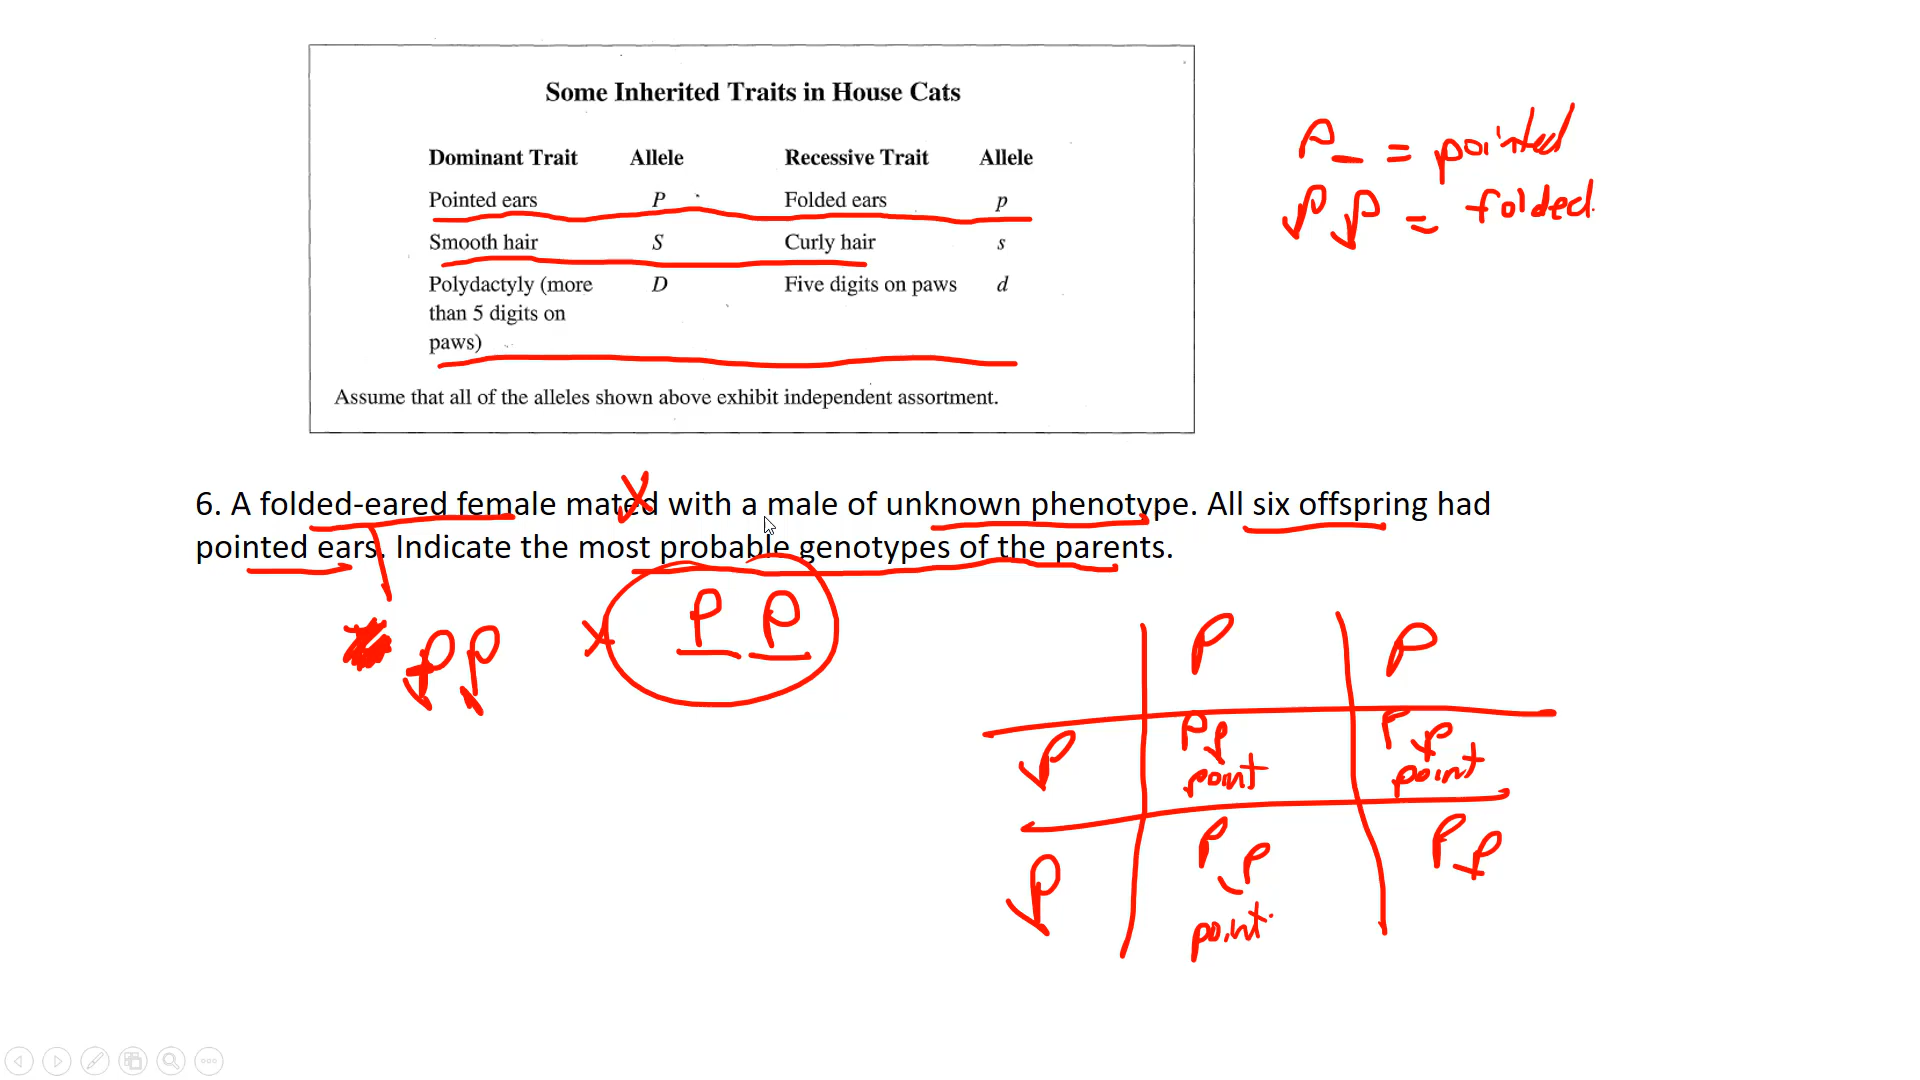 Some Inherited Traits in House Cats
Dominant Trait Allele Recessive Trait Allele
Pointed ears P Folded ears p
Smooth hair S Curly hair s
Polydactyly (more D Five digits on paws d
than 5 digits on
paws)
Assume that all of the alleles shown above exhibit independent assortment.
P_ = pointed
pp = folded.
6. A folded-eared female mated with a male of unknown phenotype. All six offspring had
pointed ears. Indicate the most probable genotypes of the parents.
X
pp x P P
P P
p Pp Pp
point point
p Pp Pp
point.